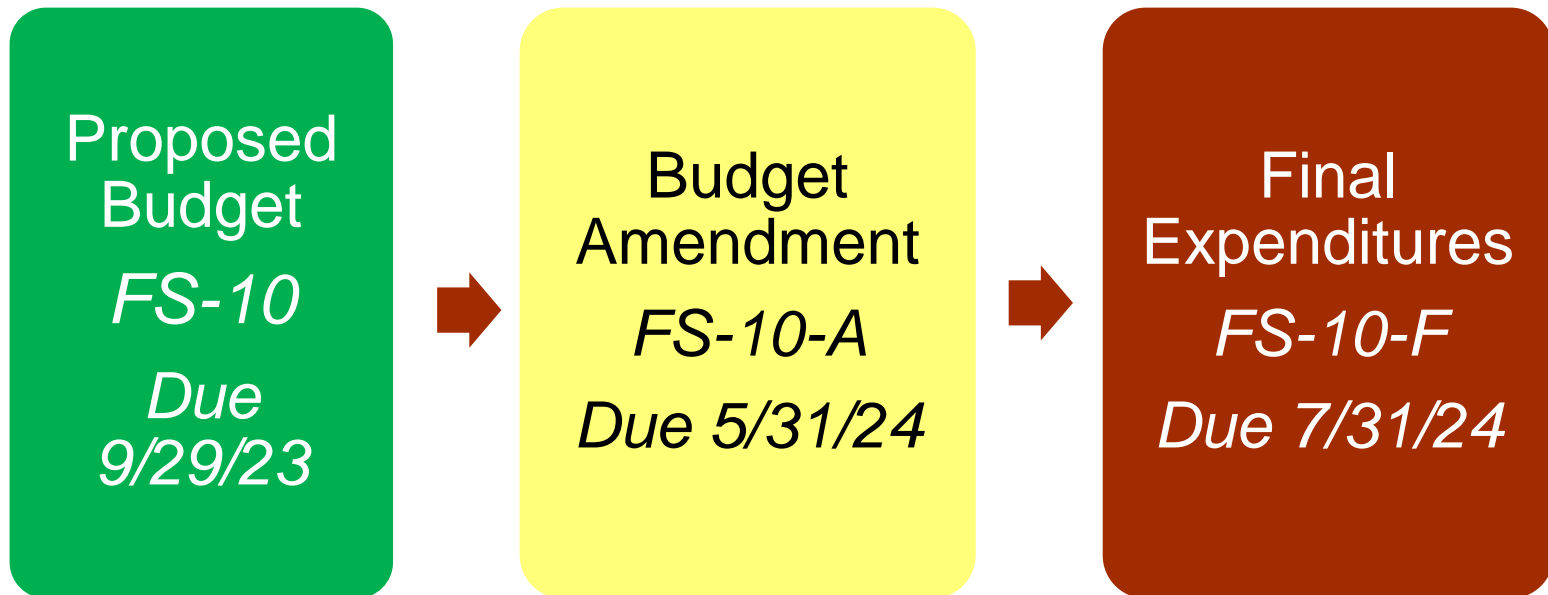 Proposed
Budget
FS-10
Due
9/29/23
Budget
Amendment
FS-10-A
Due 5/31/24
Final
Expenditures
FS-10-F
Due 7/31/24